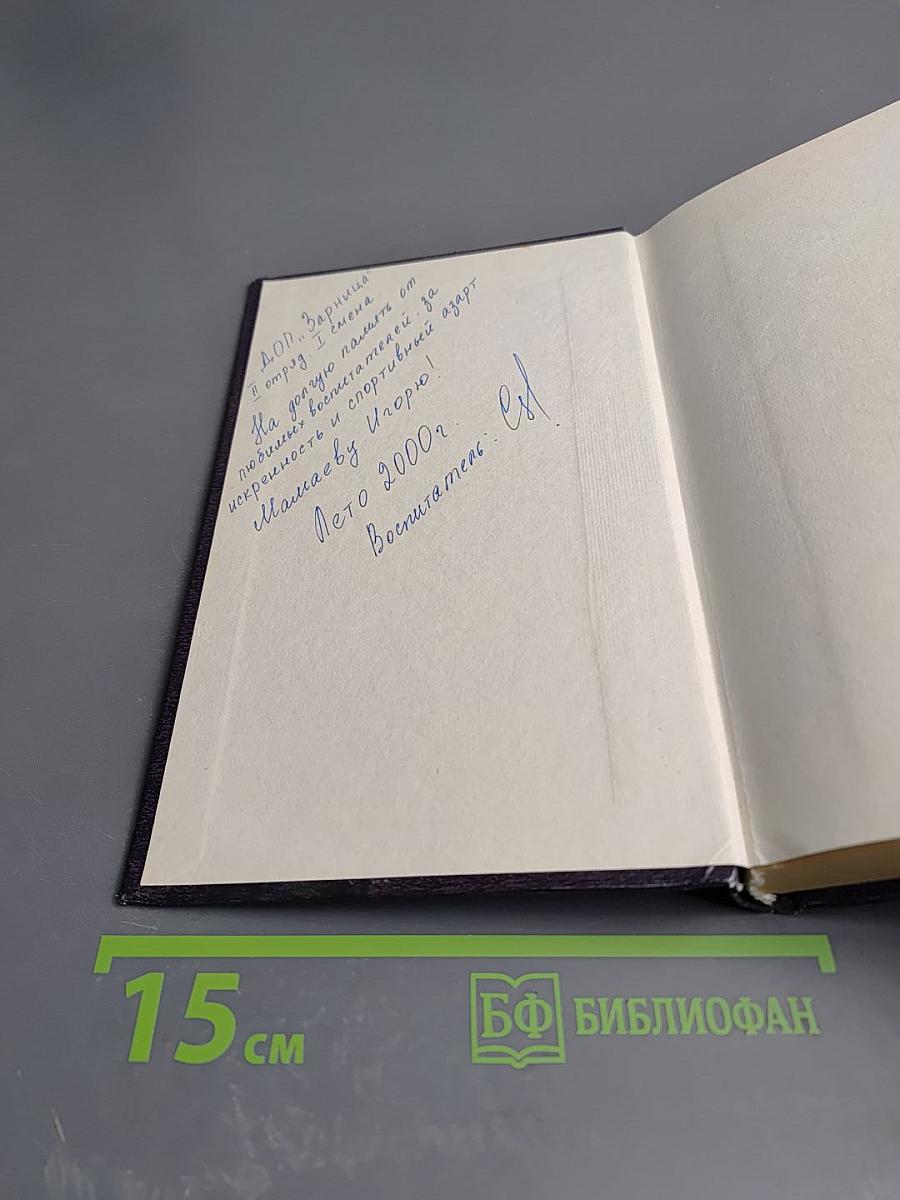 ДОП „Зарница"
II отряд. I смена.
На долгую память от
любимых воспитателей. за
искренность и спортивный азарт
Мамаеву Игорю!
Лето 2000г.
Воспитатель:
15 см
БФ БИБЛИОФАН